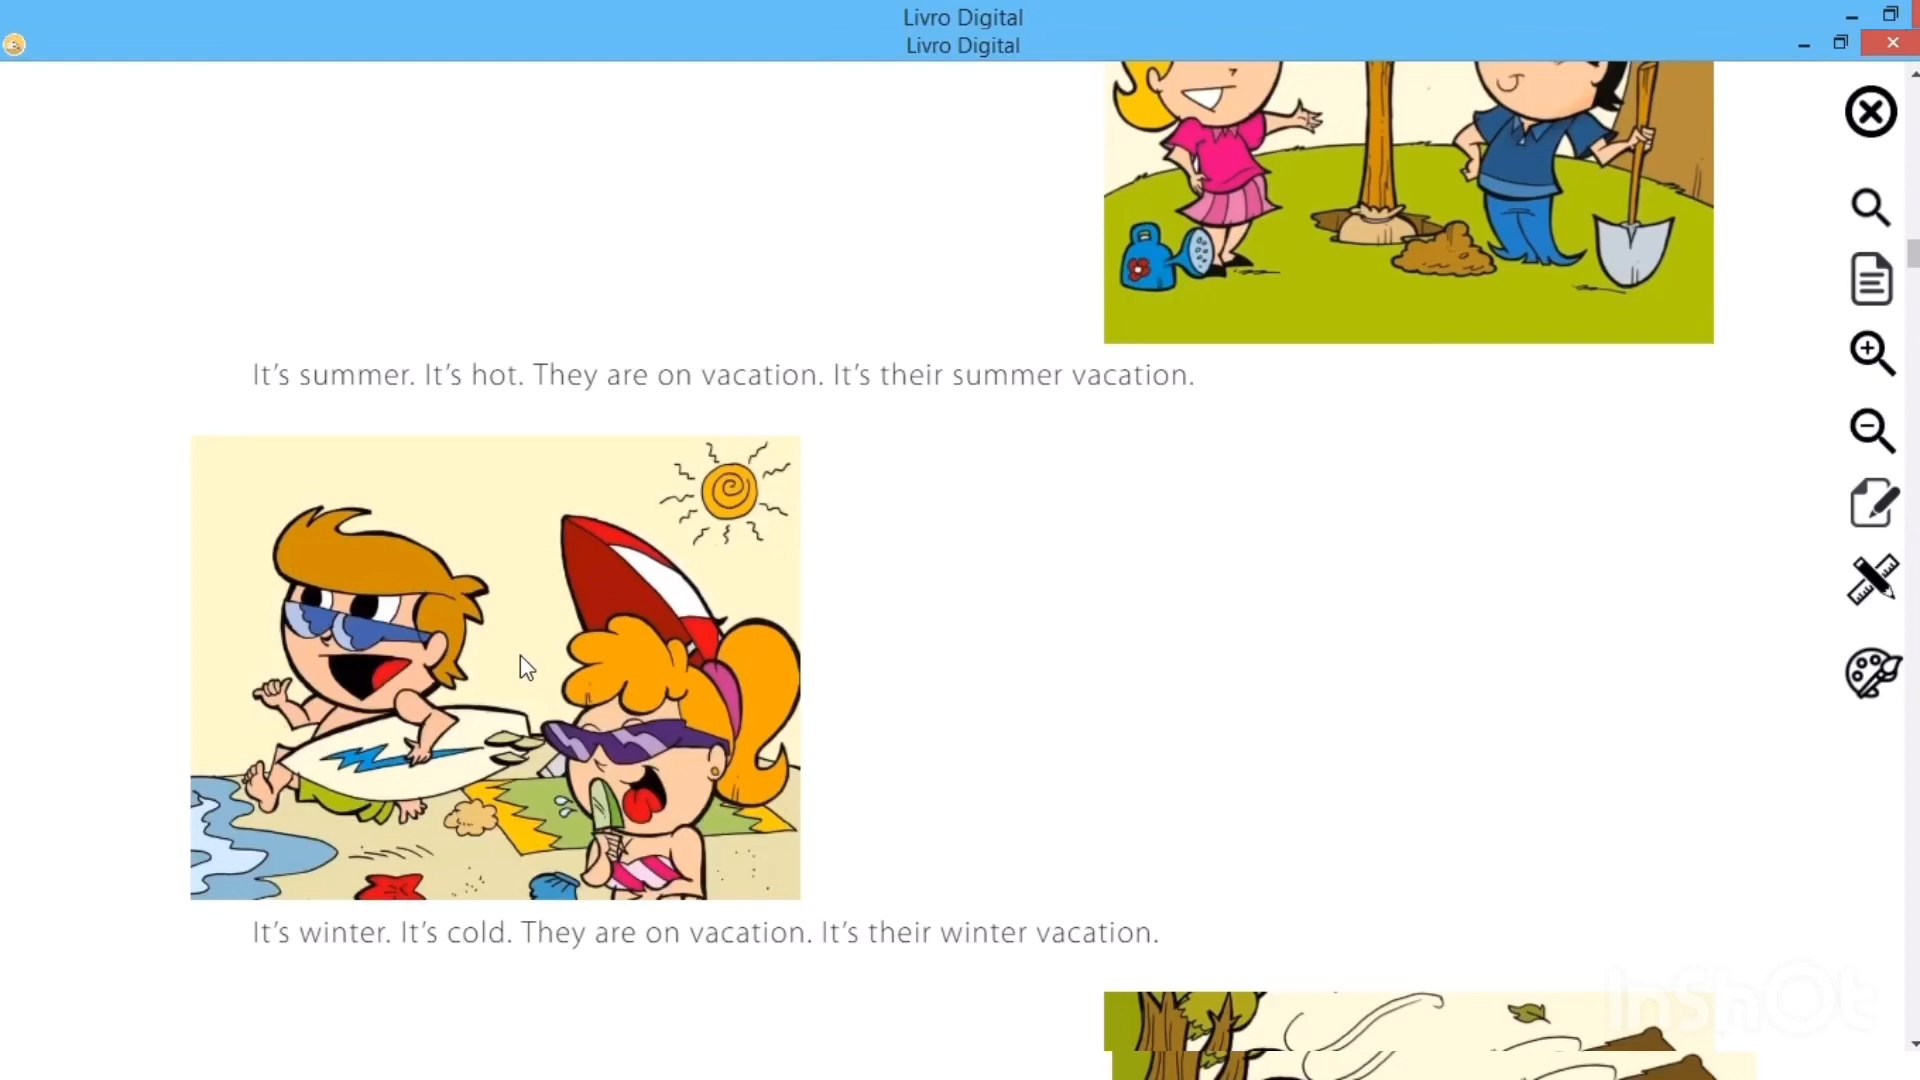 Livro Digital
Livro Digital
It's summer. It's hot. They are on vacation. It's their summer vacation.
It's winter. It's cold. They are on vacation. It's their winter vacation.
InShOt